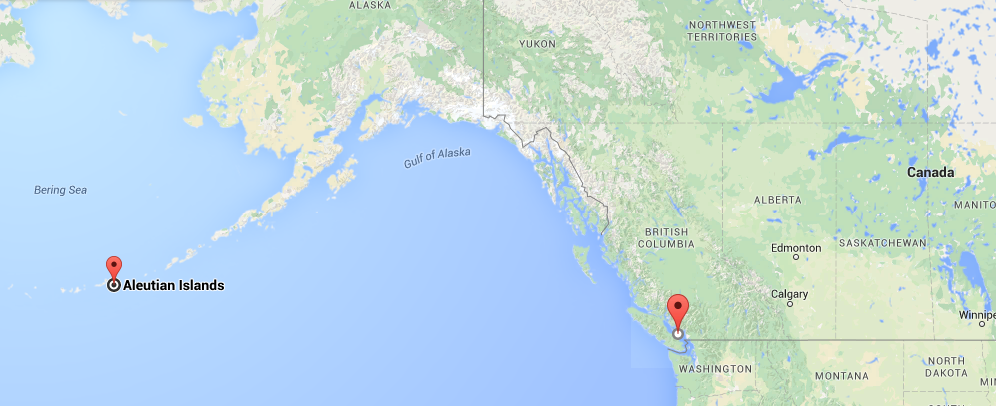 ALASKA
YUKON
NORTHWEST
TERRITORIES
Gulf of Alaska
Canada
Bering Sea
ALBERTA
MANITO
BRITISH
COLUMBIA
Edmonton
SASKATCHEWAN
Aleutian Islands
Calgary
Winnipe
WASHINGTON
MONTANA
NORTH
DAKOTA
MIN